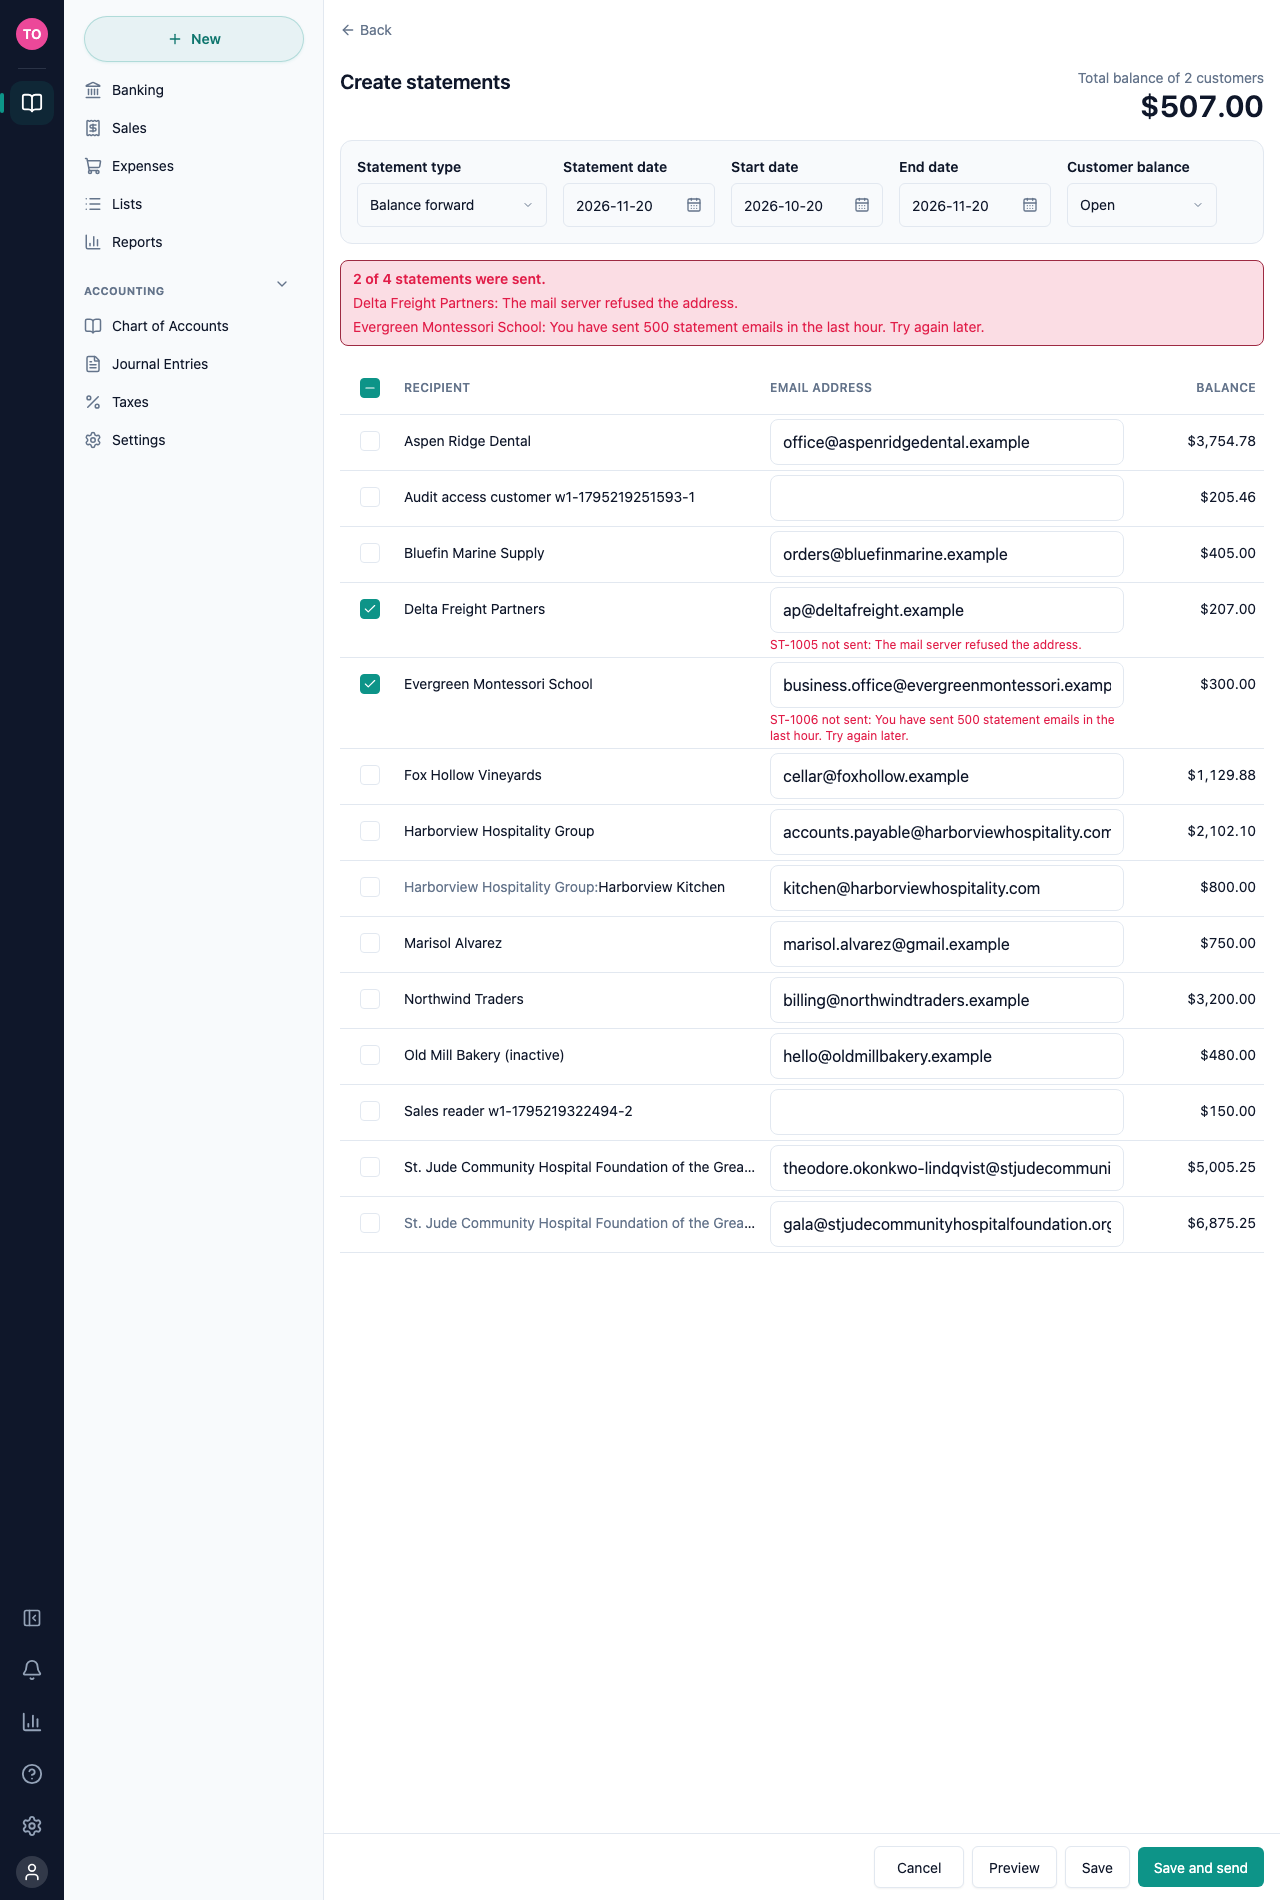 TO
New
Banking
Sales
Expenses
Lists
Reports
ACCOUNTING
Chart of Accounts
Journal Entries
Taxes
Settings
Back
Create statements
Total balance of 2 customers
$507.00
Statement type
Statement date
Start date
End date
Customer balance
Balance forward
2026-11-20
2026-10-20
2026-11-20
Open
2 of 4 statements were sent.
Delta Freight Partners: The mail server refused the address.
Evergreen Montessori School: You have sent 500 statement emails in the last hour. Try again later.
RECIPIENT EMAIL ADDRESS BALANCE
Aspen Ridge Dental office@aspenridgedental.example $3,754.78
Audit access customer w1-1795219251593-1 $205.46
Bluefin Marine Supply orders@bluefinmarine.example $405.00
Delta Freight Partners ap@deltafreight.example $207.00
ST-1005 not sent: The mail server refused the address.
Evergreen Montessori School business.office@evergreenmontessori.examp $300.00
ST-1006 not sent: You have sent 500 statement emails in the
last hour. Try again later.
Fox Hollow Vineyards cellar@foxhollow.example $1,129.88
Harborview Hospitality Group accounts.payable@harborviewhospitality.com $2,102.10
Harborview Hospitality Group:Harborview Kitchen kitchen@harborviewhospitality.com $800.00
Marisol Alvarez marisol.alvarez@gmail.example $750.00
Northwind Traders billing@northwindtraders.example $3,200.00
Old Mill Bakery (inactive) hello@oldmillbakery.example $480.00
Sales reader w1-1795219322494-2 $150.00
St. Jude Community Hospital Foundation of the Grea... theodore.okonkwo-lindqvist@stjudecommuni $5,005.25
St. Jude Community Hospital Foundation of the Grea... gala@stjudecommunityhospitalfoundation.org $6,875.25
Cancel
Preview
Save
Save and send